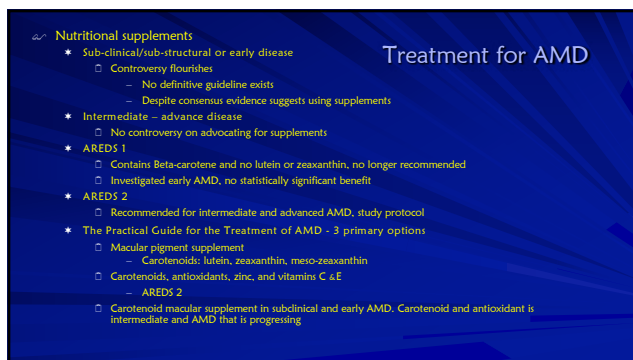 Treatment for AMD
Nutritional supplements
Sub-clinical/sub-structural or early disease
Controversy flourishes
– No definitive guideline exists
– Despite consensus evidence suggests using supplements
Intermediate – advance disease
No controversy on advocating for supplements
AREDS 1
Contains Beta-carotene and no lutein or zeaxanthin, no longer recommended
Investigated early AMD, no statistically significant benefit
AREDS 2
Recommended for intermediate and advanced AMD, study protocol
The Practical Guide for the Treatment of AMD - 3 primary options
Macular pigment supplement
– Carotenoids: lutein, zeaxanthin, meso-zeaxanthin
Carotenoids, antioxidants, zinc, and vitamins C &E
– AREDS 2
Carotenoid macular supplement in subclinical and early AMD. Carotenoid and antioxidant is
intermediate and AMD that is progressing